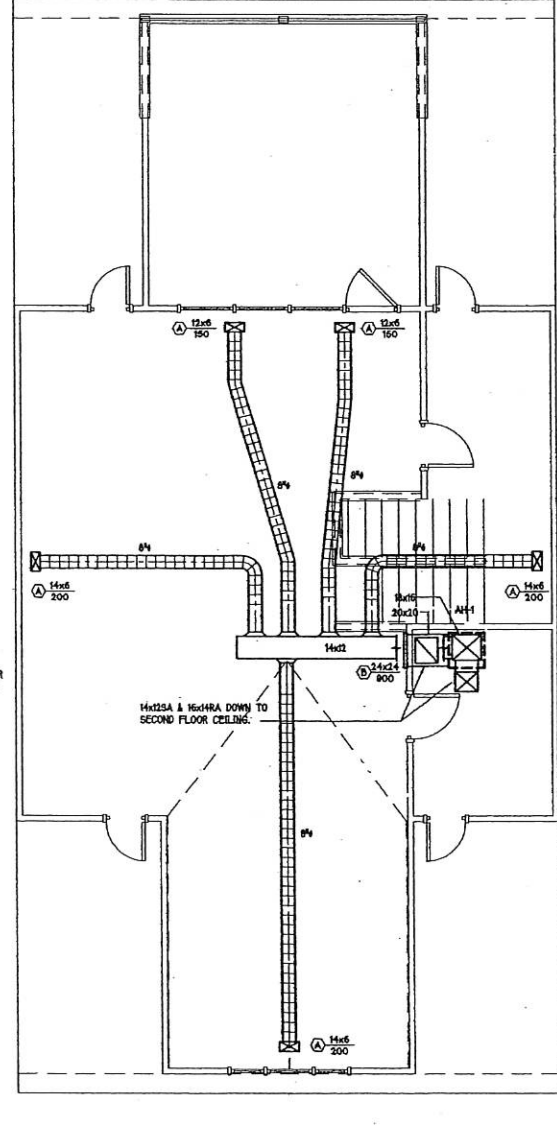 A 12x6
150
A 12x6
150
8"ϕ
8"ϕ
8"ϕ
8"ϕ
A 14x6
200
A 14x6
200
18x16
AH-1
20x20
14x12
B 24x24
900
14x12SA & 16x14RA DOWN TO
SECOND FLOOR CEILING.
8"ϕ
A 14x6
200